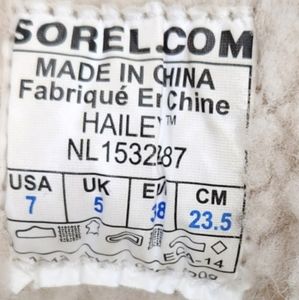 SOREL.COM
MADE IN CHINA
Fabriqué En Chine
HAILEY™
USA UK CM
7 5 38 23.5